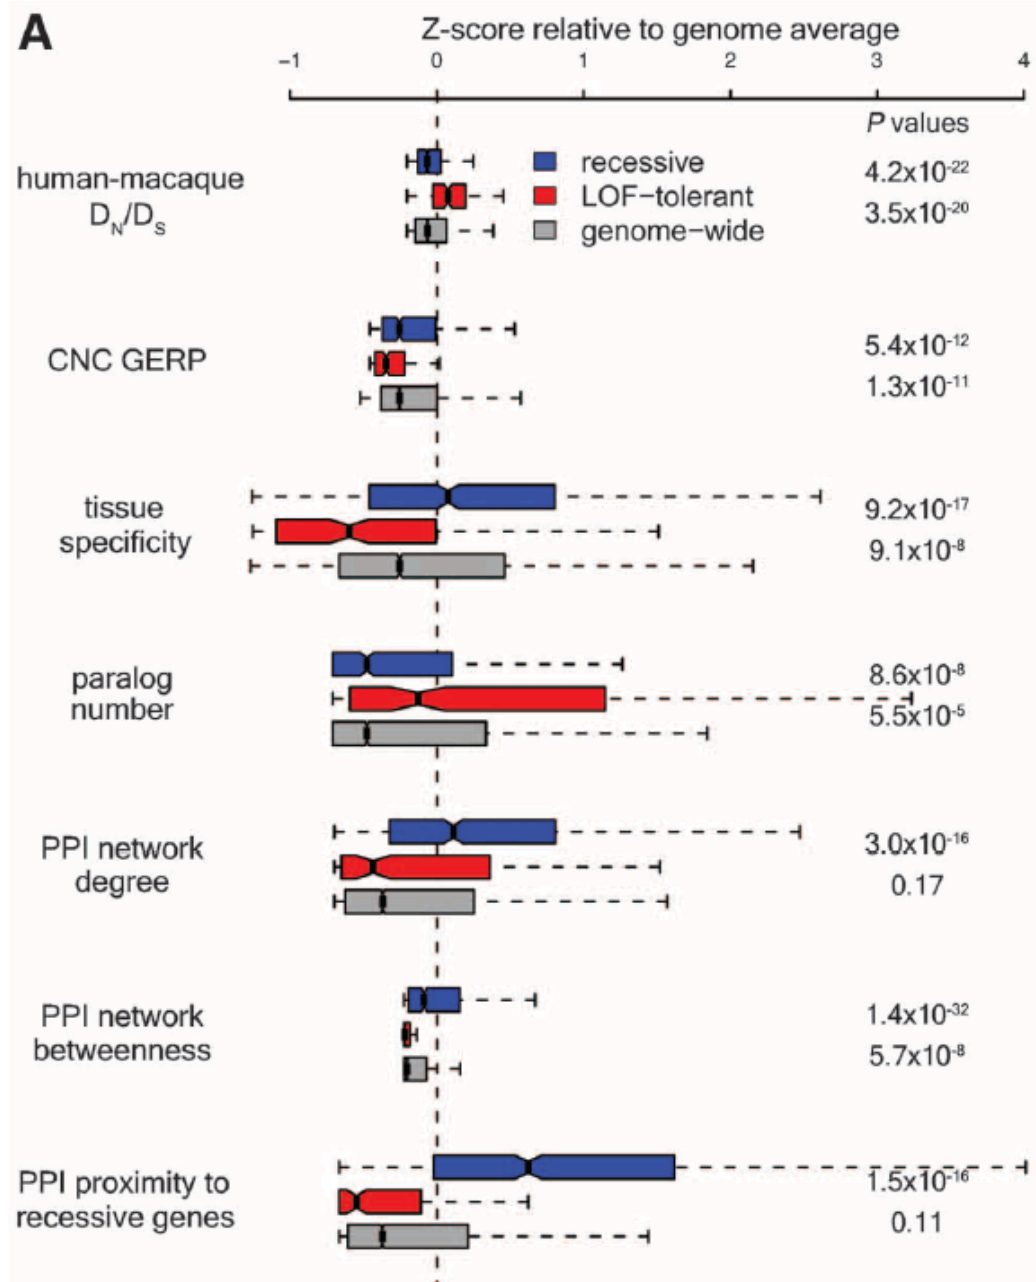 A
Z-score relative to genome average
−1 0 1 2 3 4
P values
human-macaque
D_N/D_S
recessive
LOF−tolerant
genome−wide
4.2x10⁻²²
3.5x10⁻²⁰
CNC GERP
5.4x10⁻¹²
1.3x10⁻¹¹
tissue
specificity
9.2x10⁻¹⁷
9.1x10⁻⁸
paralog
number
8.6x10⁻⁸
5.5x10⁻⁵
PPI network
degree
3.0x10⁻¹⁶
0.17
PPI network
betweenness
1.4x10⁻³²
5.7x10⁻⁸
PPI proximity to
recessive genes
1.5x10⁻¹⁶
0.11